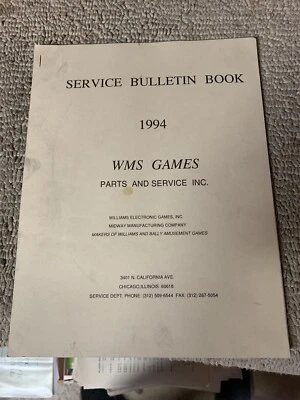 SERVICE BULLETIN BOOK
1994
WMS GAMES
PARTS AND SERVICE INC.
WILLIAMS ELECTRONIC GAMES, INC.
MIDWAY MANUFACTURING COMPANY
MAKERS OF WILLIAMS AND BALLY AMUSEMENT GAMES
3401 N. CALIFORNIA AVE.
CHICAGO,ILLINOIS 60618
SERVICE DEPT. PHONE (312) FAX (312) 267-5054